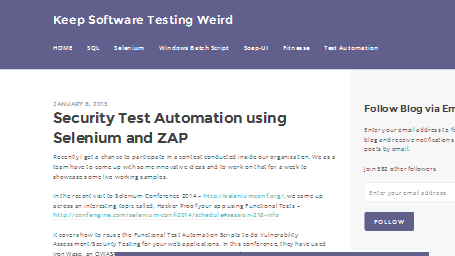 Keep Software Testing Weird
HOME SQL Selenium Windows Batch Script Soap-UI Fitnesse Test Automation
JANUARY 6, 2015
Security Test Automation using
Selenium and ZAP
Recently I got a chance to participate in a contest conducted inside our organisation. We as a
team have to come up with some innovative ideas and to work on that for a week to
showcase some live working samples.
In the recent visit to Selenium Conference 2014 – http://seleniumconf.org/, we came up
across an interesting topic called, Hacker Proof your app using Functional Tests –
http://confengine.com/selenium-conf-2014/schedule#session-218-info
It covers how to reuse the Functional Test Automation Scripts to do Vulnerability
Assessment/Security Testing for your web applications. In this conference, they have used
Iron Wasp, an OWASP
Follow Blog via Em
Enter your email address to fo
blog and receive notifications
posts by email.
Join 582 other followers
Enter your email address
FOLLOW